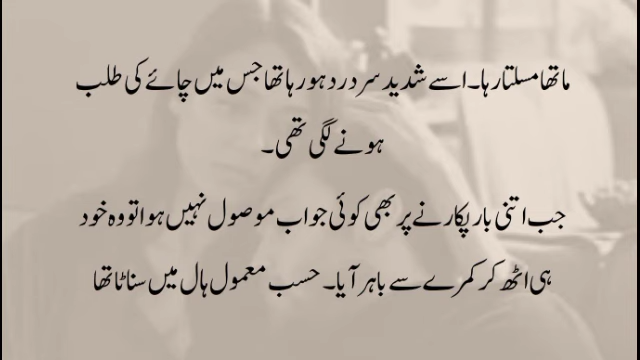 ماتھا مسلتا رہا۔ اسے شدید سر درد ہو رہا تھا جس میں چائے کی طلب
ہونے لگی تھی۔
جب اتنی بار پکارنے پر بھی کوئی جواب موصول نہیں ہوا تو وہ خود
ہی اٹھ کر کمرے سے باہر آیا۔ حسب معمول ہال میں سناٹا تھا